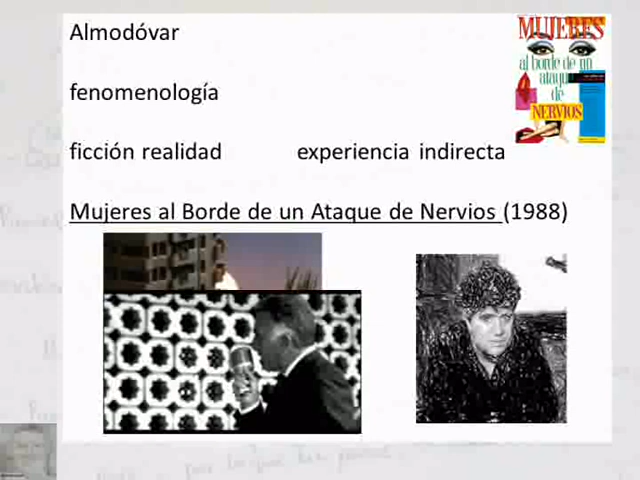 Almodóvar
fenomenología
ficción realidad experiencia indirecta
Mujeres al Borde de un Ataque de Nervios (1988)
MUJERES
al borde de un
ataque
de
NERVIOS